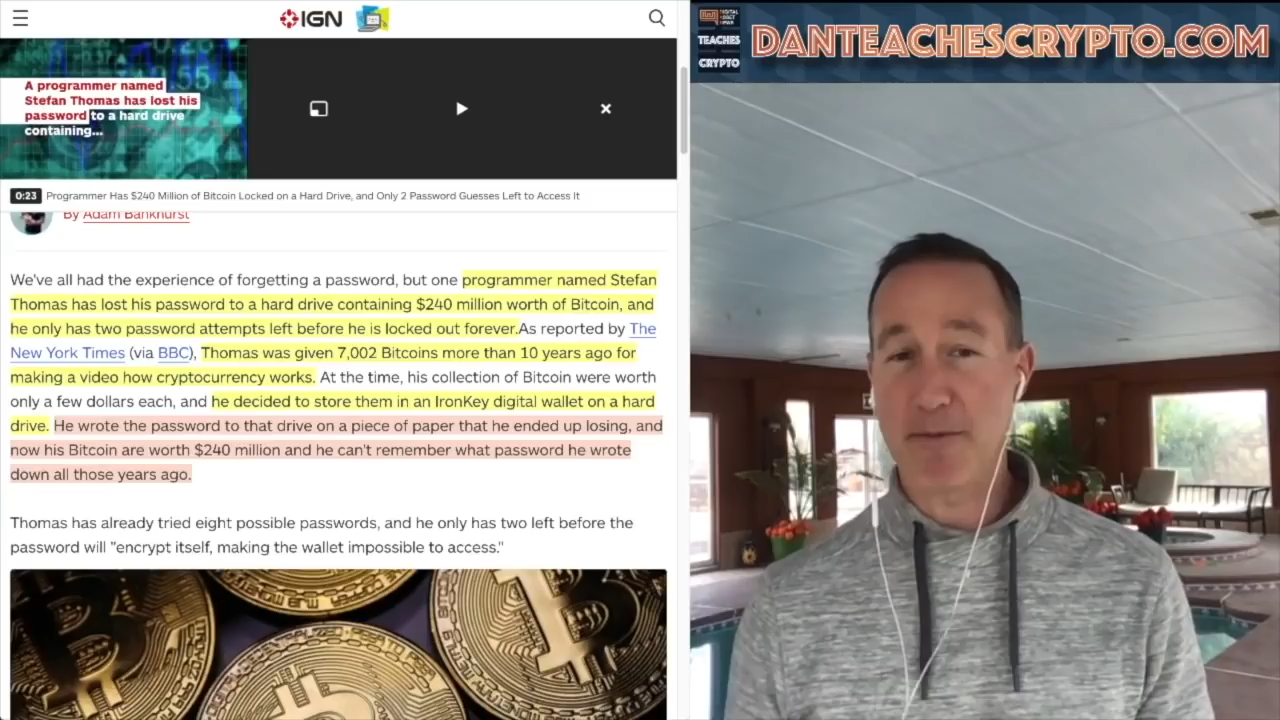 IGN
A programmer named
Stefan Thomas has lost his
password to a hard drive
containing...
0:23 Programmer Has $240 Million of Bitcoin Locked on a Hard Drive, and Only 2 Password Guesses Left to Access It
By Adam Bankhurst
We've all had the experience of forgetting a password, but one programmer named Stefan
Thomas has lost his password to a hard drive containing $240 million worth of Bitcoin, and
he only has two password attempts left before he is locked out forever.As reported by The
New York Times (via BBC), Thomas was given 7,002 Bitcoins more than 10 years ago for
making a video how cryptocurrency works. At the time, his collection of Bitcoin were worth
only a few dollars each, and he decided to store them in an IronKey digital wallet on a hard
drive. He wrote the password to that drive on a piece of paper that he ended up losing, and
now his Bitcoin are worth $240 million and he can't remember what password he wrote
down all those years ago.
Thomas has already tried eight possible passwords, and he only has two left before the
password will "encrypt itself, making the wallet impossible to access."
DIGITAL
ASSET
NEWS
TEACHES
CRYPTO
DANTEACHESCRYPTO.COM